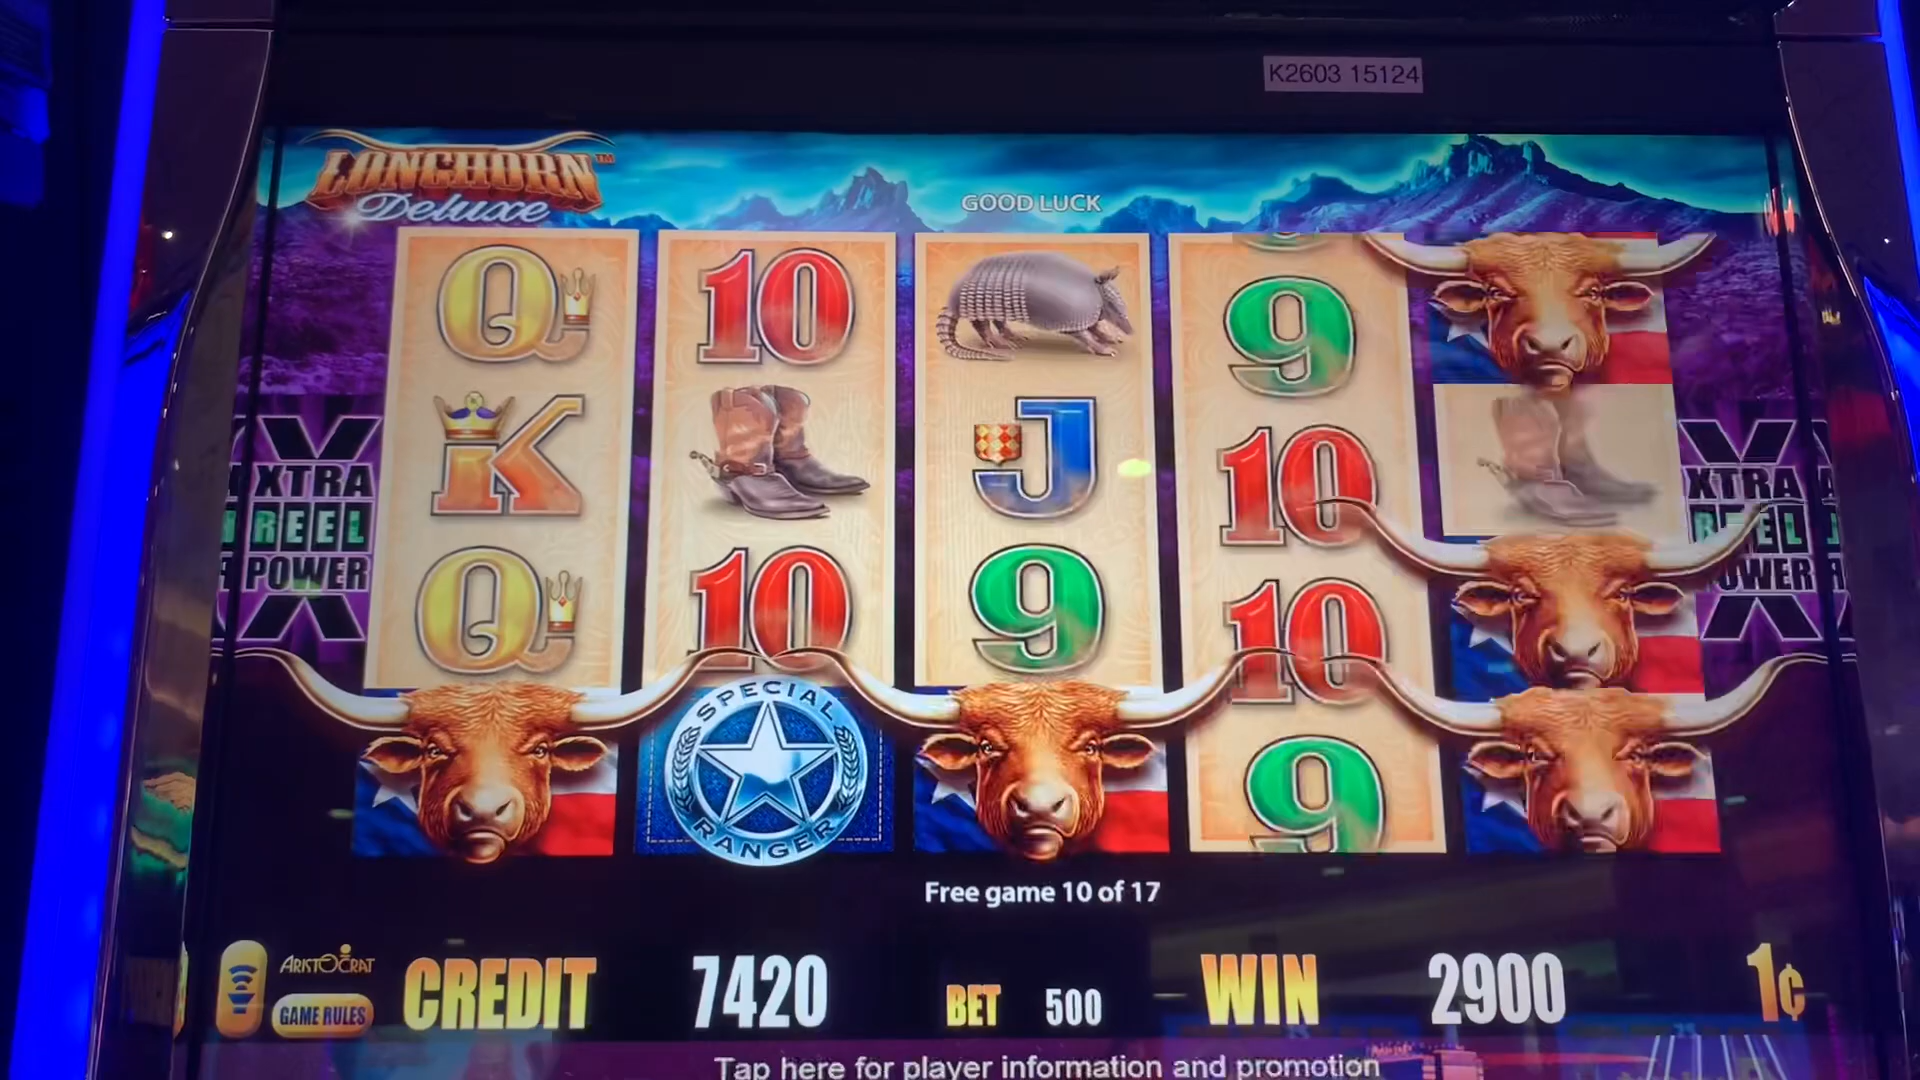 K2603 15124
LONGHORN™
Deluxe
GOOD LUCK
Q 10 9
K J 10
Q 10 9 10
9
XTRA
REEL
POWER
XTRA
REEL
POWER
SPECIAL
RANGER
Free game 10 of 17
ARISTOCRAT
GAME RULES
CREDIT 7420 BET 500 WIN 2900 1¢
Tap here for player information and promotion